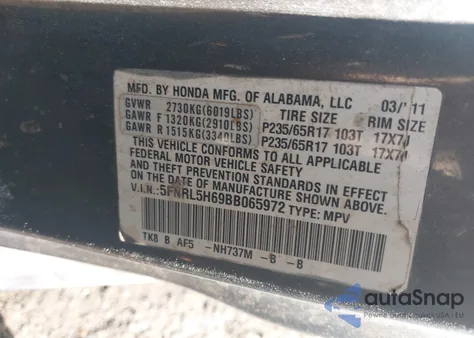 MFD. BY HONDA MFG. OF ALABAMA, LLC 03/'11
GVWR 2730KG(6019LBS) TIRE SIZE RIM SIZE
GAWR F 1320KG(2910LBS) P235/65R17 103T 17X7J
GAWR R 1515KG(3340LBS) P235/65R17 103T 17X7J
THIS VEHICLE CONFORMS TO ALL APPLICABLE
FEDERAL MOTOR VEHICLE SAFETY
AND THEFT PREVENTION STANDARDS IN EFFECT
ON THE DATE OF MANUFACTURE SHOWN ABOVE.
V.I.N.: 5FNRL5H69BB065972 TYPE: MPV
TK8 B AF5 -NH737M -B -B
autoSnap